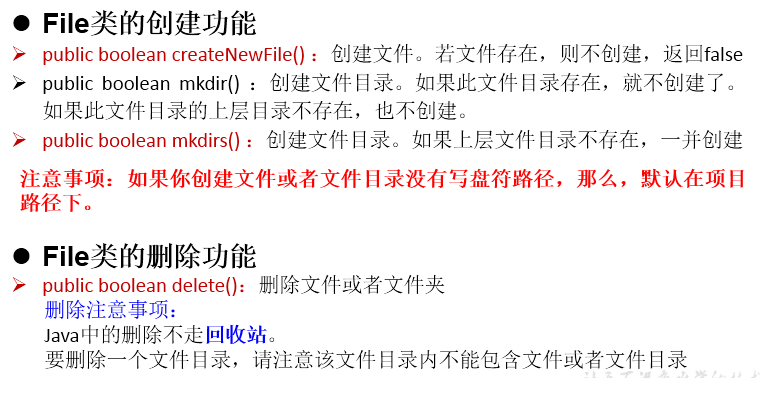 ● File类的创建功能
➢ public boolean createNewFile() ：创建文件。若文件存在，则不创建，返回false
➢ public boolean mkdir() ：创建文件目录。如果此文件目录存在，就不创建了。
如果此文件目录的上层目录不存在，也不创建。
➢ public boolean mkdirs() ：创建文件目录。如果上层文件目录不存在，一并创建
注意事项：如果你创建文件或者文件目录没有写盘符路径，那么，默认在项目
路径下。
● File类的删除功能
➢ public boolean delete()：删除文件或者文件夹
删除注意事项：
Java中的删除不走回收站。
要删除一个文件目录，请注意该文件目录内不能包含文件或者文件目录